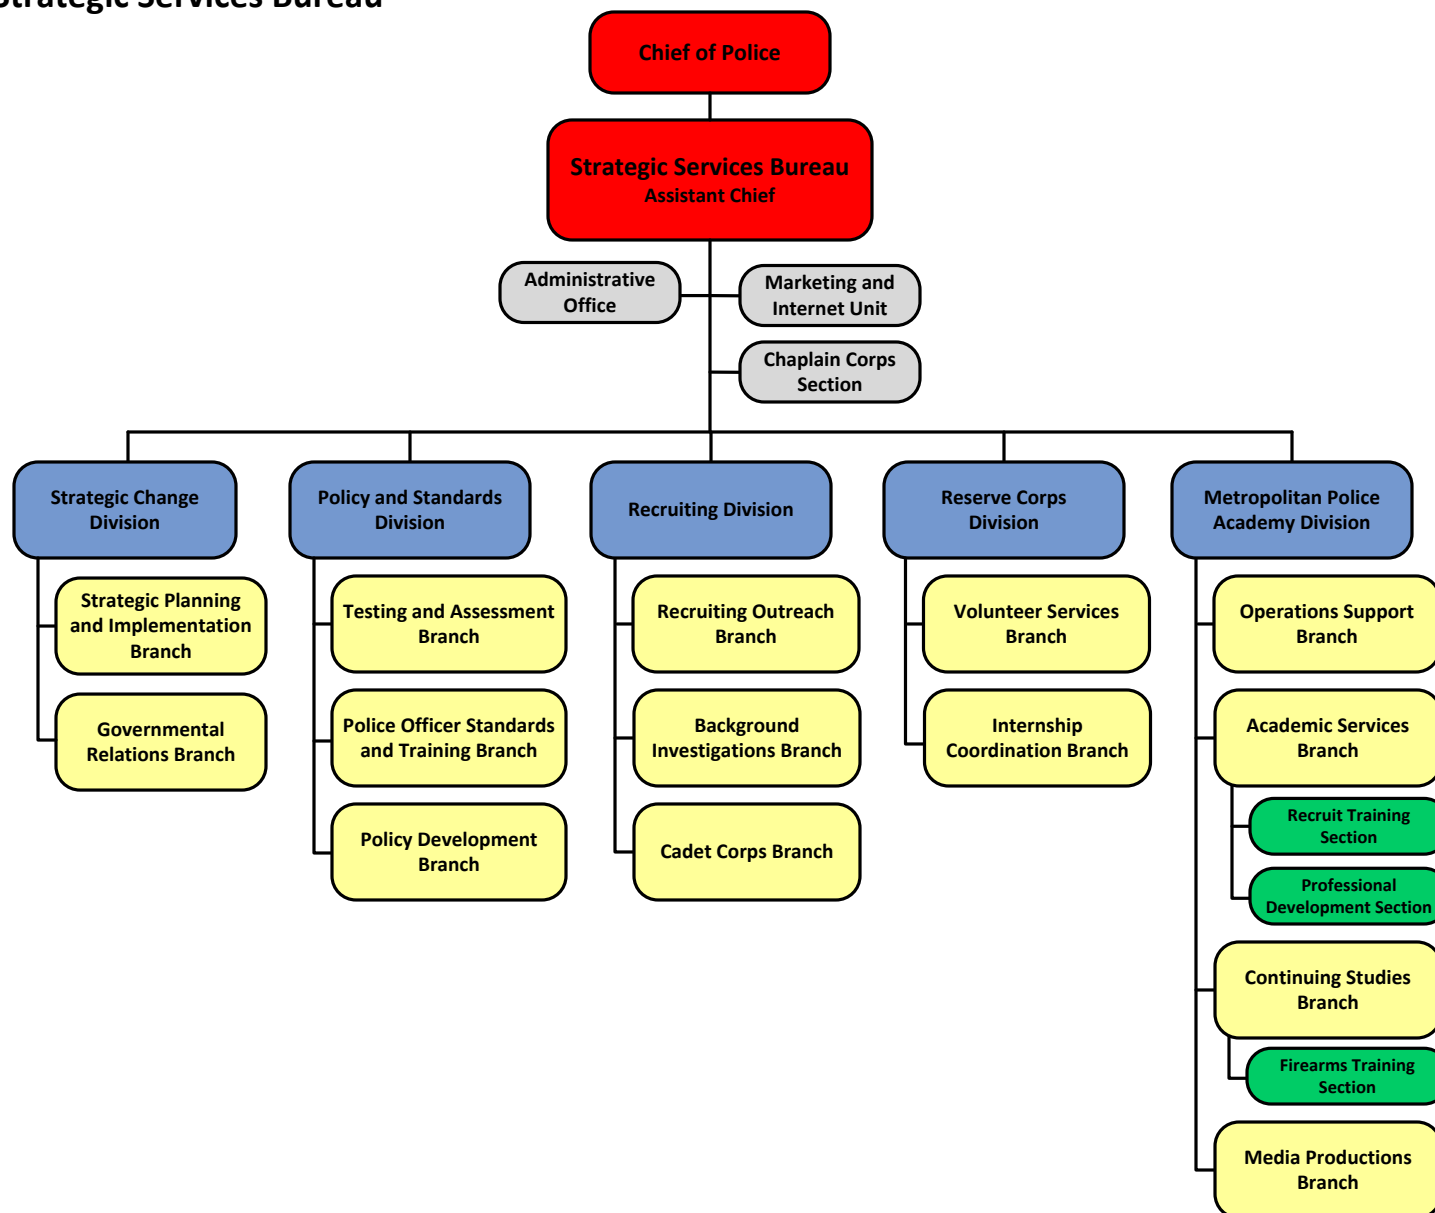 Strategic Services Bureau
Chief of Police
Strategic Services Bureau
Assistant Chief
Administrative
Office
Marketing and
Internet Unit
Chaplain Corps
Section
Strategic Change
Division
Policy and Standards
Division
Recruiting Division
Reserve Corps
Division
Metropolitan Police
Academy Division
Strategic Planning
and Implementation
Branch
Governmental
Relations Branch
Testing and Assessment
Branch
Police Officer Standards
and Training Branch
Policy Development
Branch
Recruiting Outreach
Branch
Background
Investigations Branch
Cadet Corps Branch
Volunteer Services
Branch
Internship
Coordination Branch
Operations Support
Branch
Academic Services
Branch
Recruit Training
Section
Professional
Development Section
Continuing Studies
Branch
Firearms Training
Section
Media Productions
Branch